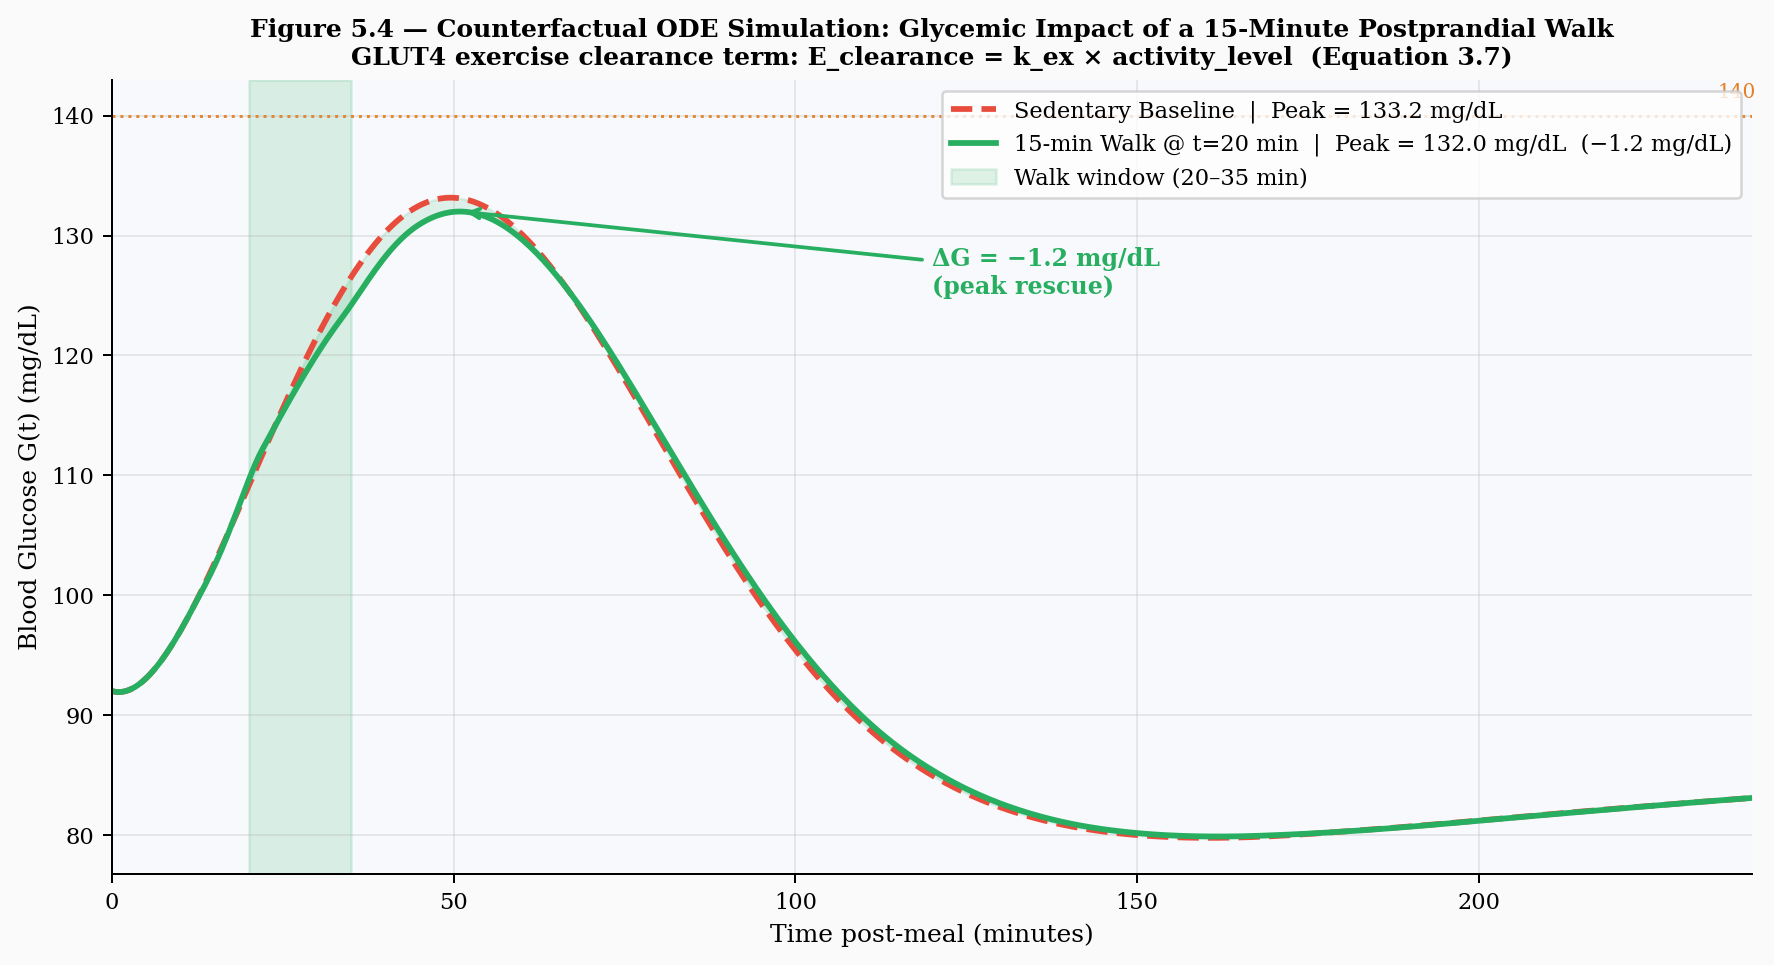 Figure 5.4 — Counterfactual ODE Simulation: Glycemic Impact of a 15-Minute Postprandial Walk
GLUT4 exercise clearance term: E_clearance = k_ex × activity_level (Equation 3.7)
140
Sedentary Baseline | Peak = 133.2 mg/dL
15-min Walk @ t=20 min | Peak = 132.0 mg/dL (−1.2 mg/dL)
Walk window (20–35 min)
ΔG = −1.2 mg/dL
(peak rescue)
Blood Glucose G(t) (mg/dL)
140
130
120
110
100
90
80
0 50 100 150 200
Time post-meal (minutes)